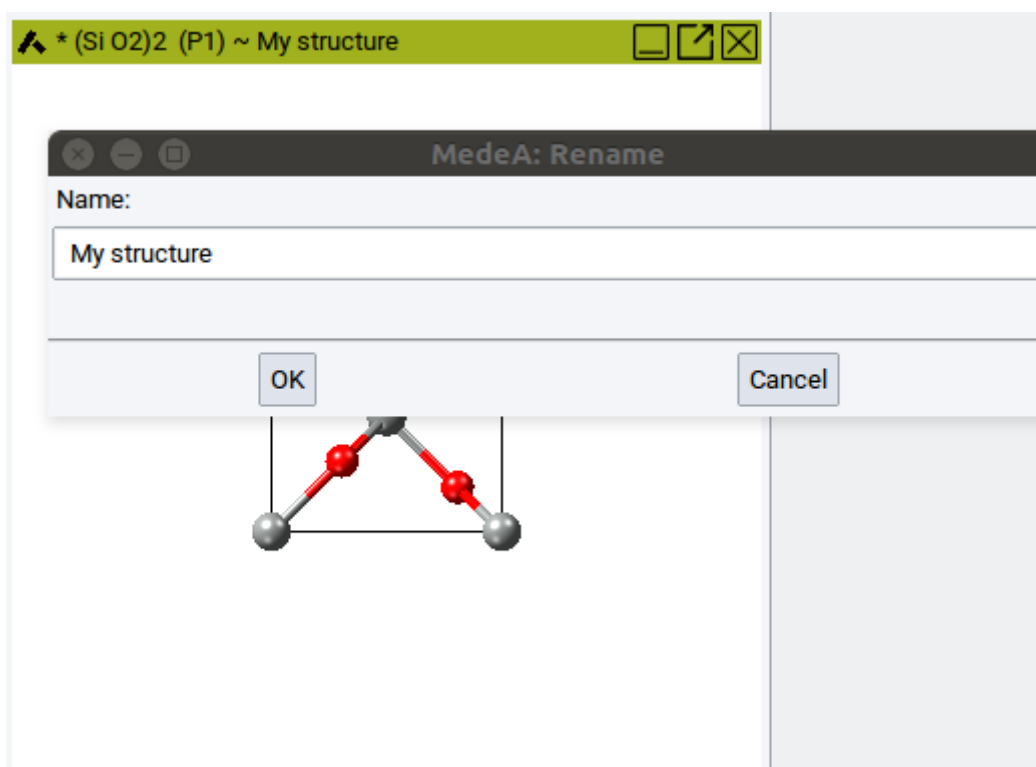 * (Si O2)2 (P1) ~ My structure
MedeA: Rename
Name:
My structure
OK
Cancel